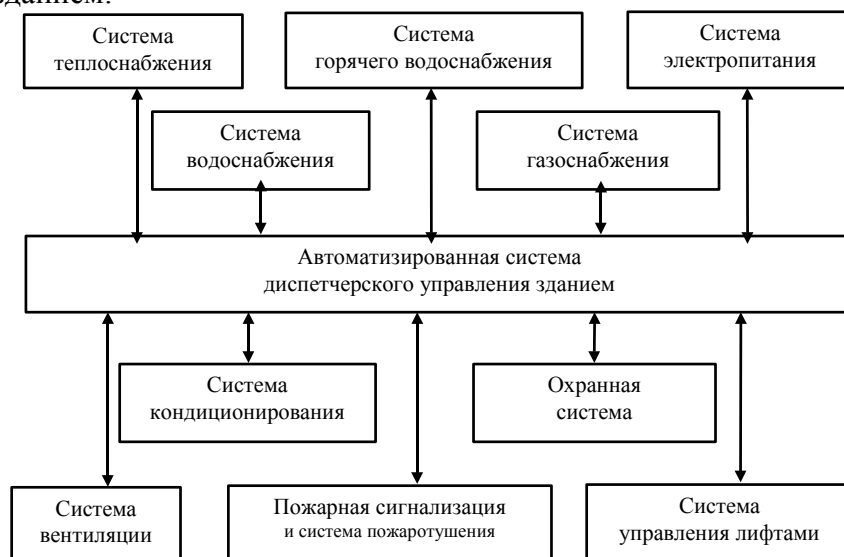 зданием.
Система
теплоснабжения
Система
горячего водоснабжения
Система
электропитания
Система
водоснабжения
Система
газоснабжения
Автоматизированная система
диспетчерского управления зданием
Система
кондиционирования
Охранная
система
Система
вентиляции
Пожарная сигнализация
и система пожаротушения
Система
управления лифтами